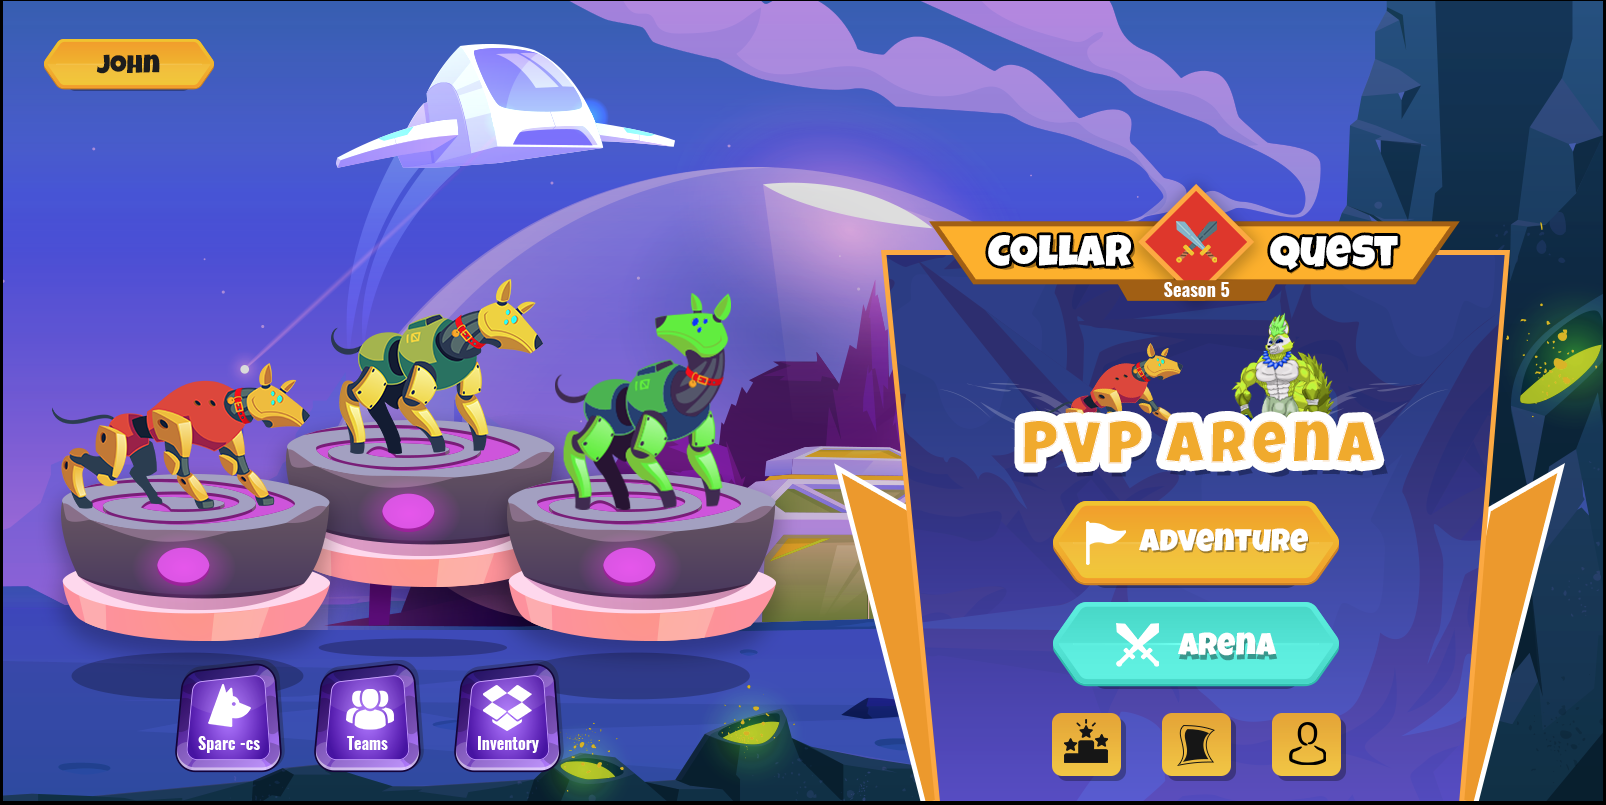 JOHN
COLLAR QUEST
Season 5
PVP ARENA
ADVENTURE
ARENA
Sparc -cs
Teams
Inventory